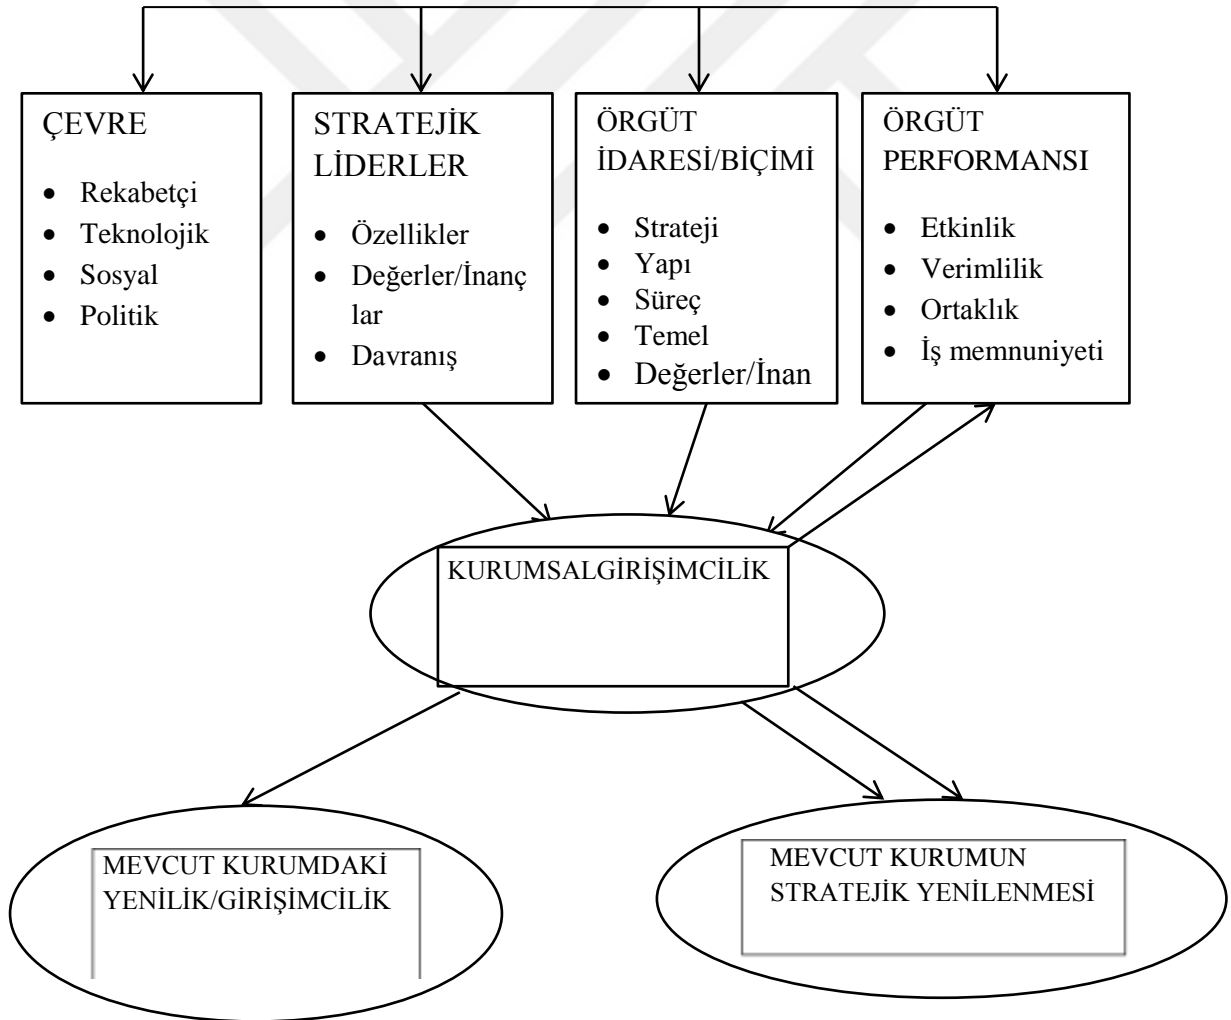 ÇEVRE
• Rekabetçi
• Teknolojik
• Sosyal
• Politik
STRATEJİK
LİDERLER
• Özellikler
• Değerler/İnanç
lar
• Davranış
ÖRGÜT
İDARESİ/BİÇİMİ
• Strateji
• Yapı
• Süreç
• Temel
• Değerler/İnan
ÖRGÜT
PERFORMANSI
• Etkinlik
• Verimlilik
• Ortaklık
• İş memnuniyeti
KURUMSALGİRİŞİMCİLİK
MEVCUT KURUMDAKİ
YENİLİK/GİRİŞİMCİLİK
MEVCUT KURUMUN
STRATEJİK YENİLENMESİ